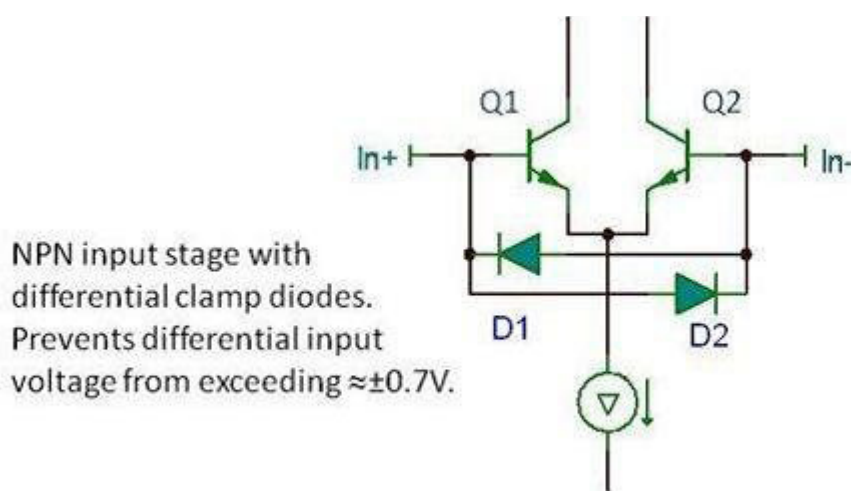 Q1
Q2
In+
In-
NPN input stage with
differential clamp diodes.
Prevents differential input
voltage from exceeding ≈±0.7V.
D1
D2